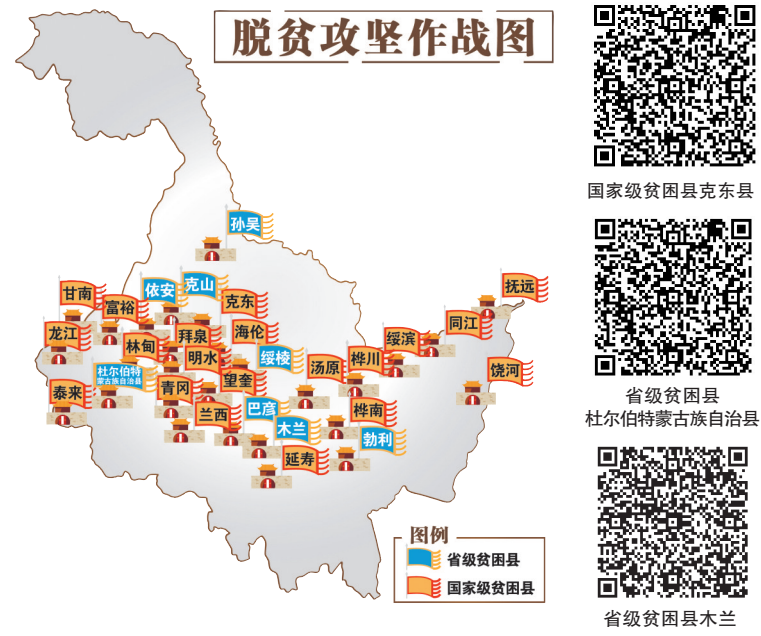 脱贫攻坚作战图
国家级贫困县克东县
孙吴
甘南
富裕
依安
克山
克东
抚远
龙江
林甸
拜泉
海伦
绥滨
同江
明水
绥棱
汤原
桦川
饶河
杜尔伯特
蒙古族自治县
泰来
青冈
望奎
兰西
巴彦
木兰
桦南
勃利
延寿
省级贫困县
杜尔伯特蒙古族自治县
图例
省级贫困县
国家级贫困县
省级贫困县木兰